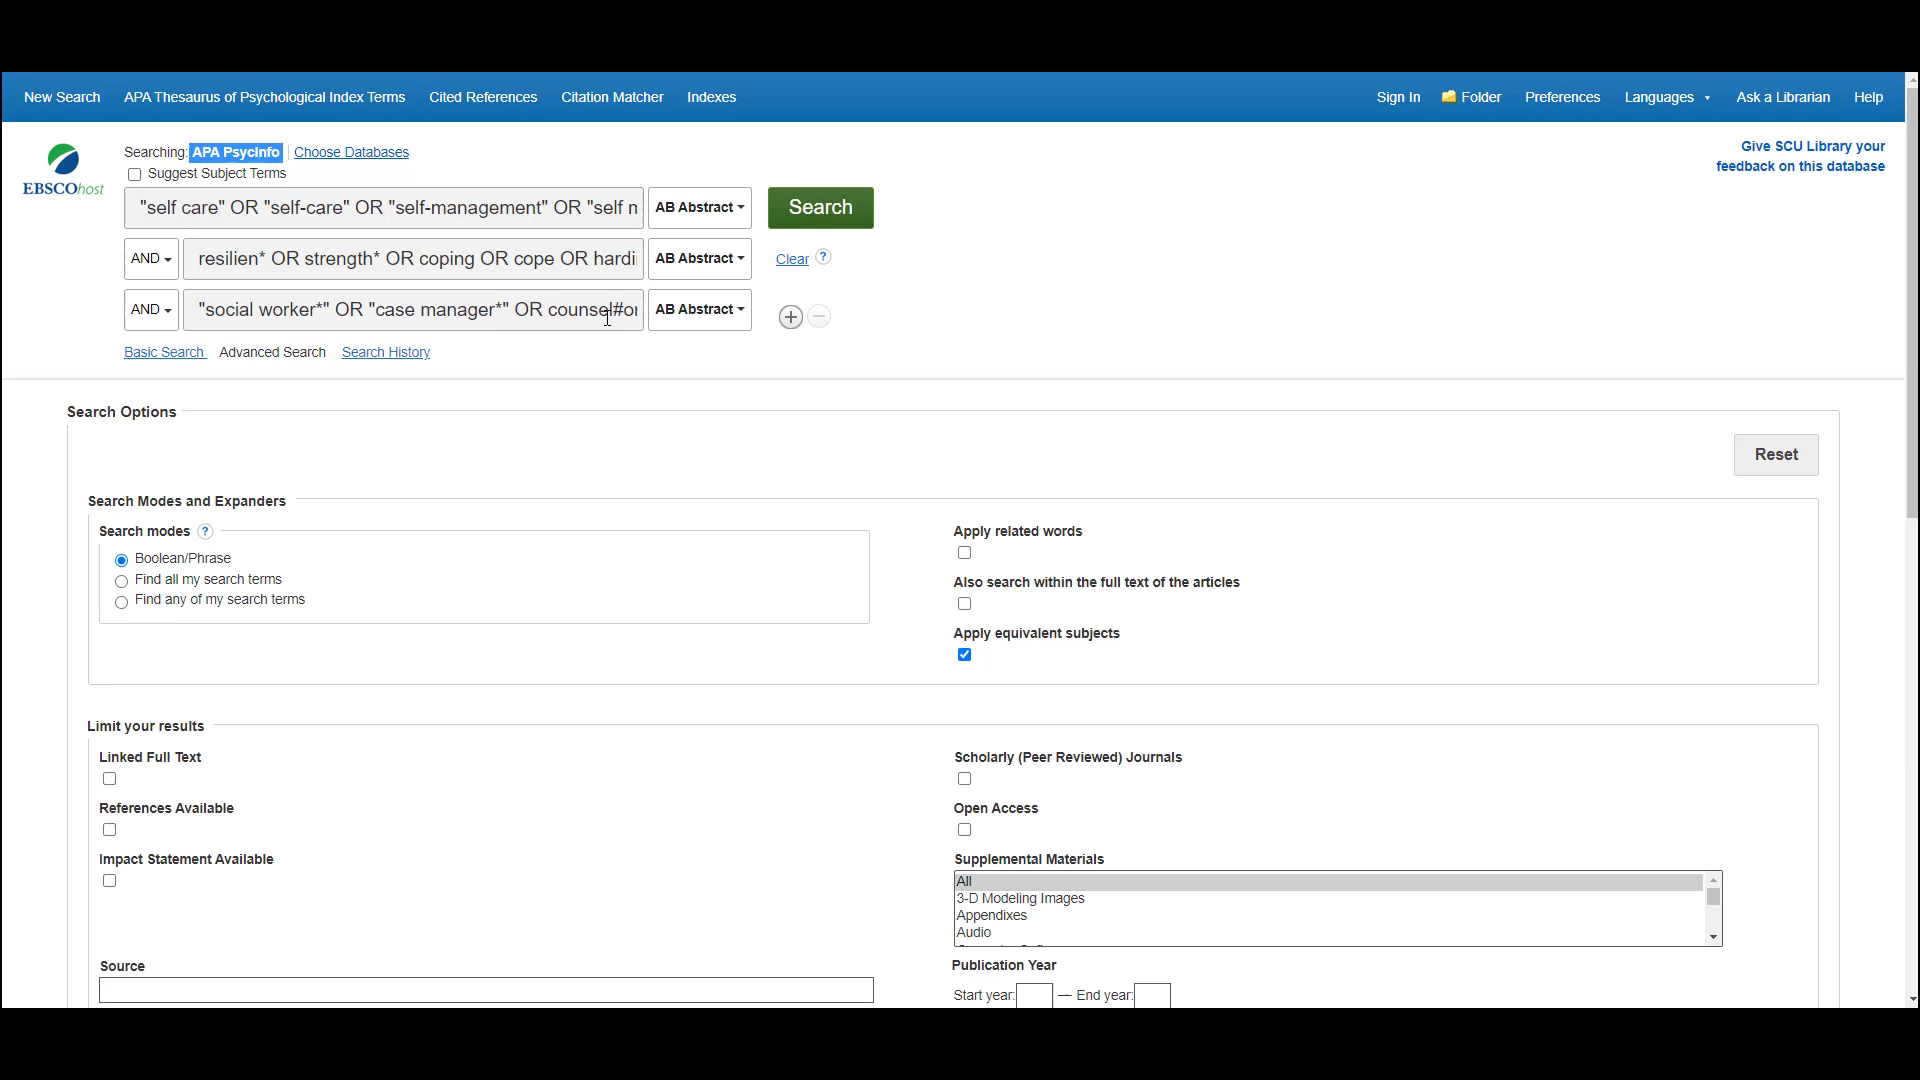 New Search APA Thesaurus of Psychological Index Terms Cited References Citation Matcher Indexes Sign In Folder Preferences Languages Ask a Librarian Help
EBSCOhost
Searching: APA PsycInfo Choose Databases
Suggest Subject Terms
Give SCU Library your
feedback on this database
"self care" OR "self-care" OR "self-management" OR "self m AB Abstract Search
AND resilien* OR strength* OR coping OR cope OR hardi AB Abstract Clear ?
AND "social worker*" OR "case manager*" OR counsel#or AB Abstract
Basic Search Advanced Search Search History
Search Options
Reset
Search Modes and Expanders
Search modes ?
Boolean/Phrase
Find all my search terms
Find any of my search terms
Apply related words
Also search within the full text of the articles
Apply equivalent subjects
Limit your results
Linked Full Text
References Available
Impact Statement Available
Scholarly (Peer Reviewed) Journals
Open Access
Supplemental Materials
All
3-D Modeling Images
Appendixes
Audio
Source
Publication Year
Start year: — End year: